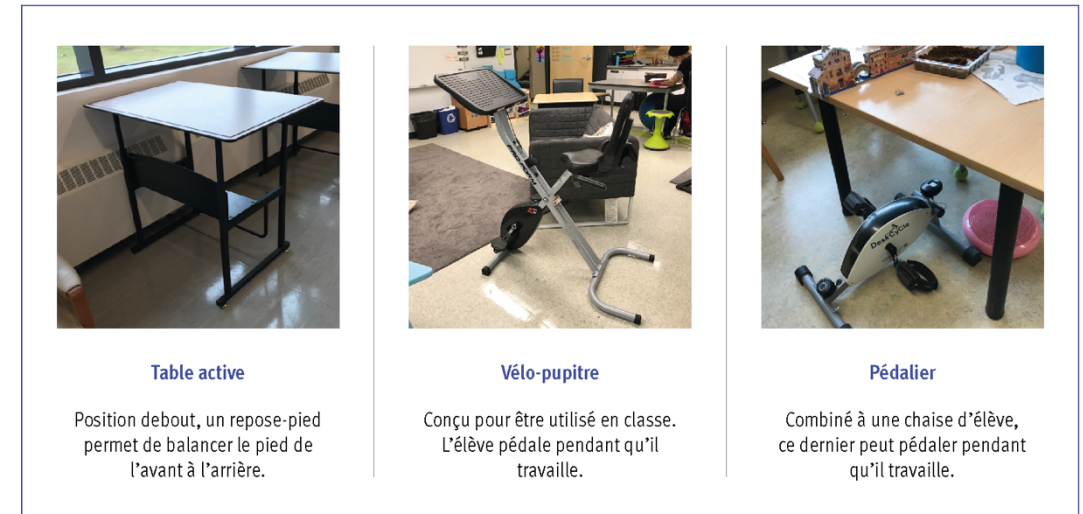 DeskCycle
Table active
Position debout, un repose-pied
permet de balancer le pied de
l’avant à l’arrière.
Vélo-pupitre
Conçu pour être utilisé en classe.
L’élève pédale pendant qu’il
travaille.
Pédalier
Combiné à une chaise d’élève,
ce dernier peut pédaler pendant
qu’il travaille.